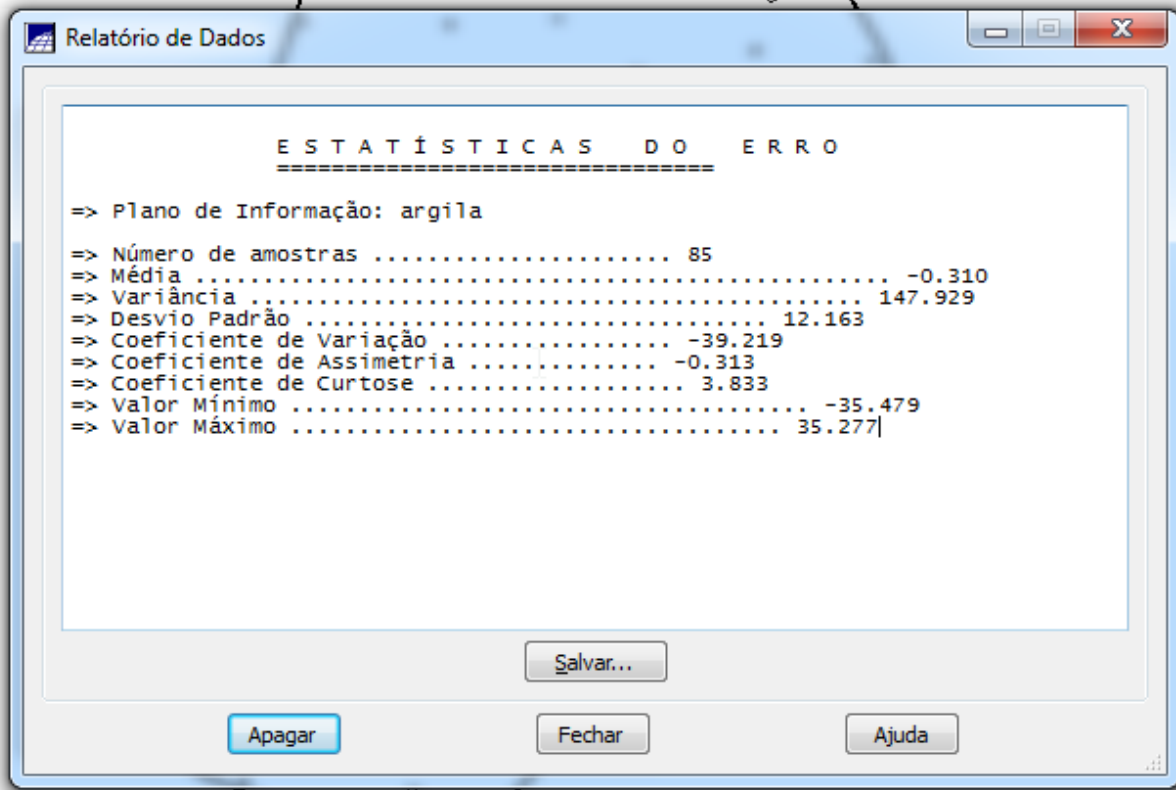 Relatório de Dados
E S T A T Í S T I C A S   D O   E R R O
================================
=> Plano de Informação: argila
=> Número de amostras ...................... 85
=> Média ................................................... -0.310
=> Variância ............................................. 147.929
=> Desvio Padrão .................................. 12.163
=> Coeficiente de Variação ................. -39.219
=> Coeficiente de Assimetria .............. -0.313
=> Coeficiente de Curtose ................... 3.833
=> Valor Mínimo ...................................... -35.479
=> Valor Máximo .................................... 35.277
Salvar...
Apagar
Fechar
Ajuda